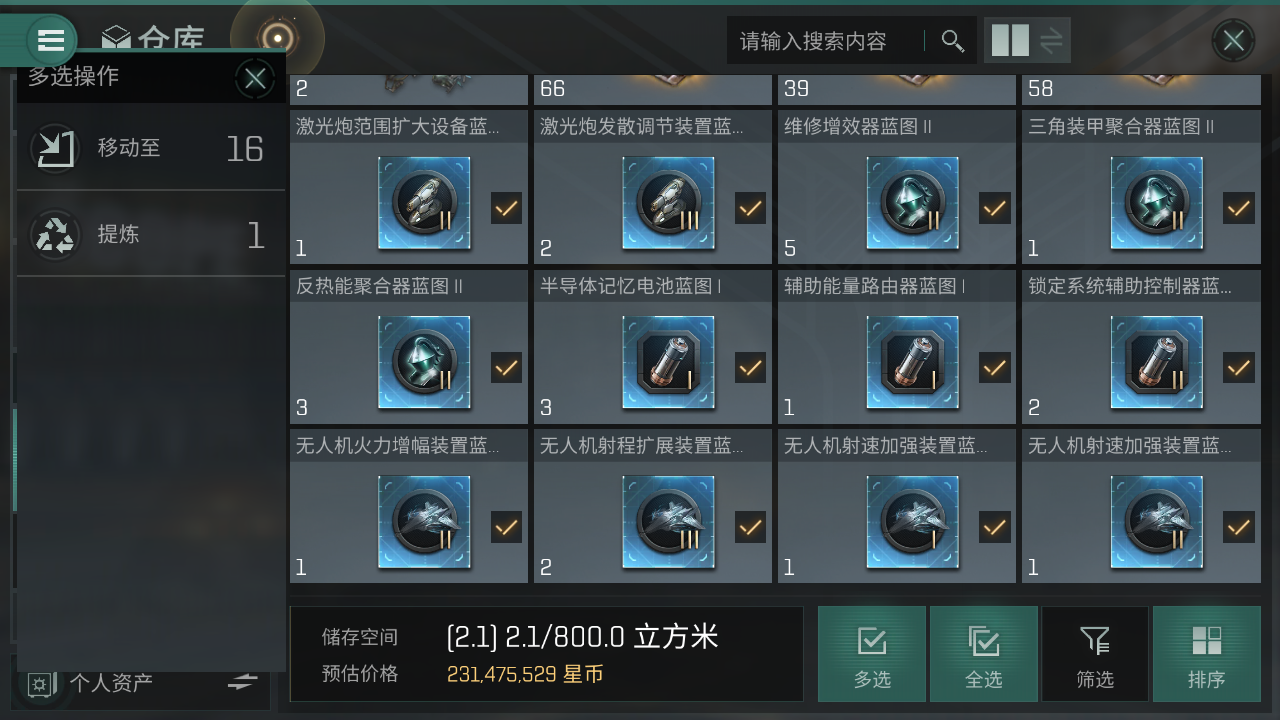 仓库
请输入搜索内容
多选操作
移动至 16
提炼 1
2 66 39 58
激光炮范围扩大设备蓝... 激光炮发散调节装置蓝... 维修增效器蓝图 II 三角装甲聚合器蓝图 II
II III II II
1 2 5 1
反热能聚合器蓝图 II 半导体记忆电池蓝图 I 辅助能量路由器蓝图 I 锁定系统辅助控制器蓝...
II I I II
3 3 1 2
无人机火力增幅装置蓝... 无人机射程扩展装置蓝... 无人机射速加强装置蓝... 无人机射速加强装置蓝...
II III I II
1 2 1 1
储存空间 (2.1) 2.1/800.0 立方米
预估价格 231,475,529 星币
多选 全选 筛选 排序
个人资产